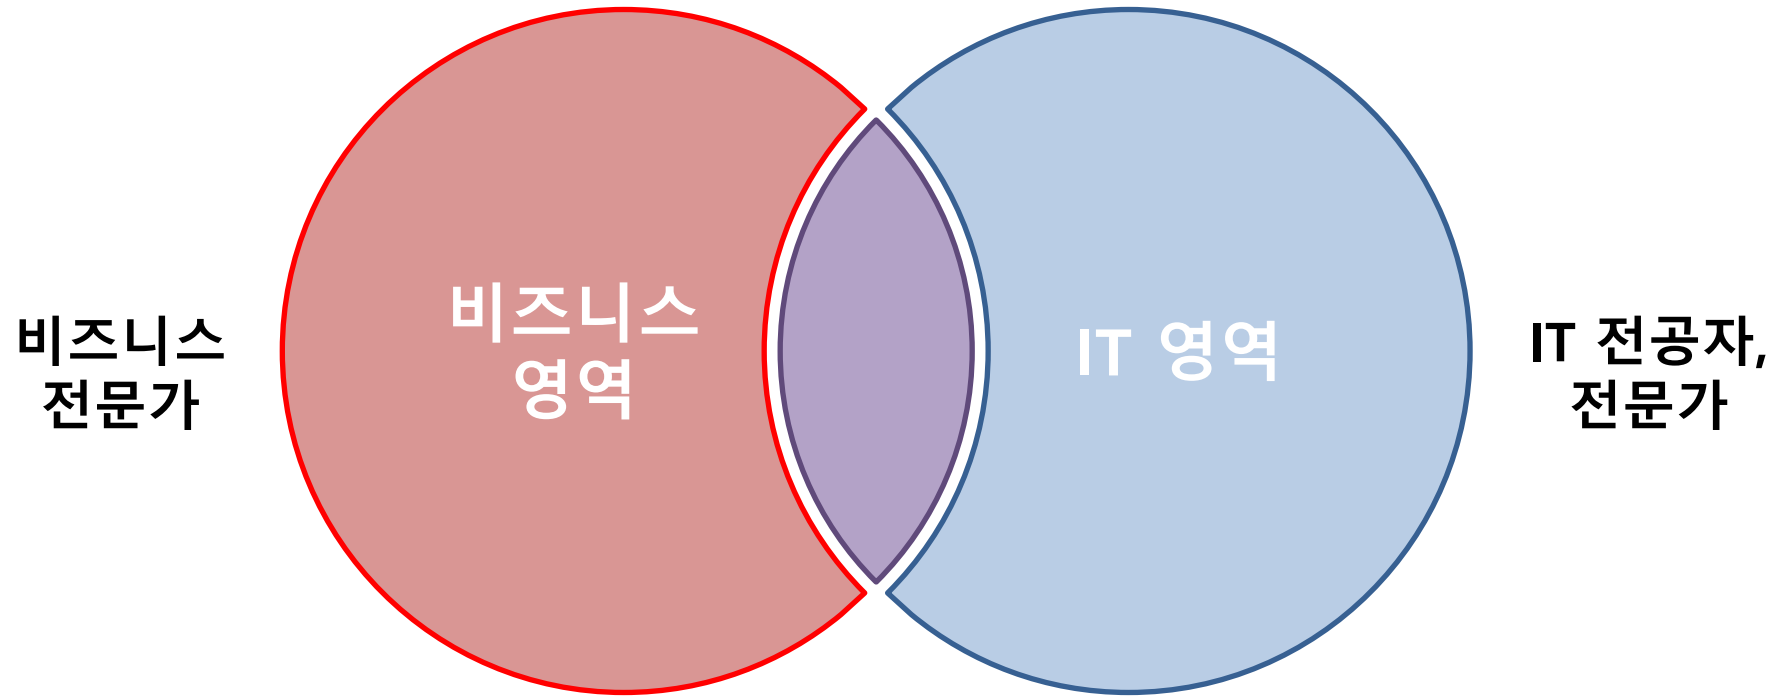 비즈니스
전문가
비즈니스
영역
IT 영역
IT 전공자,
전문가